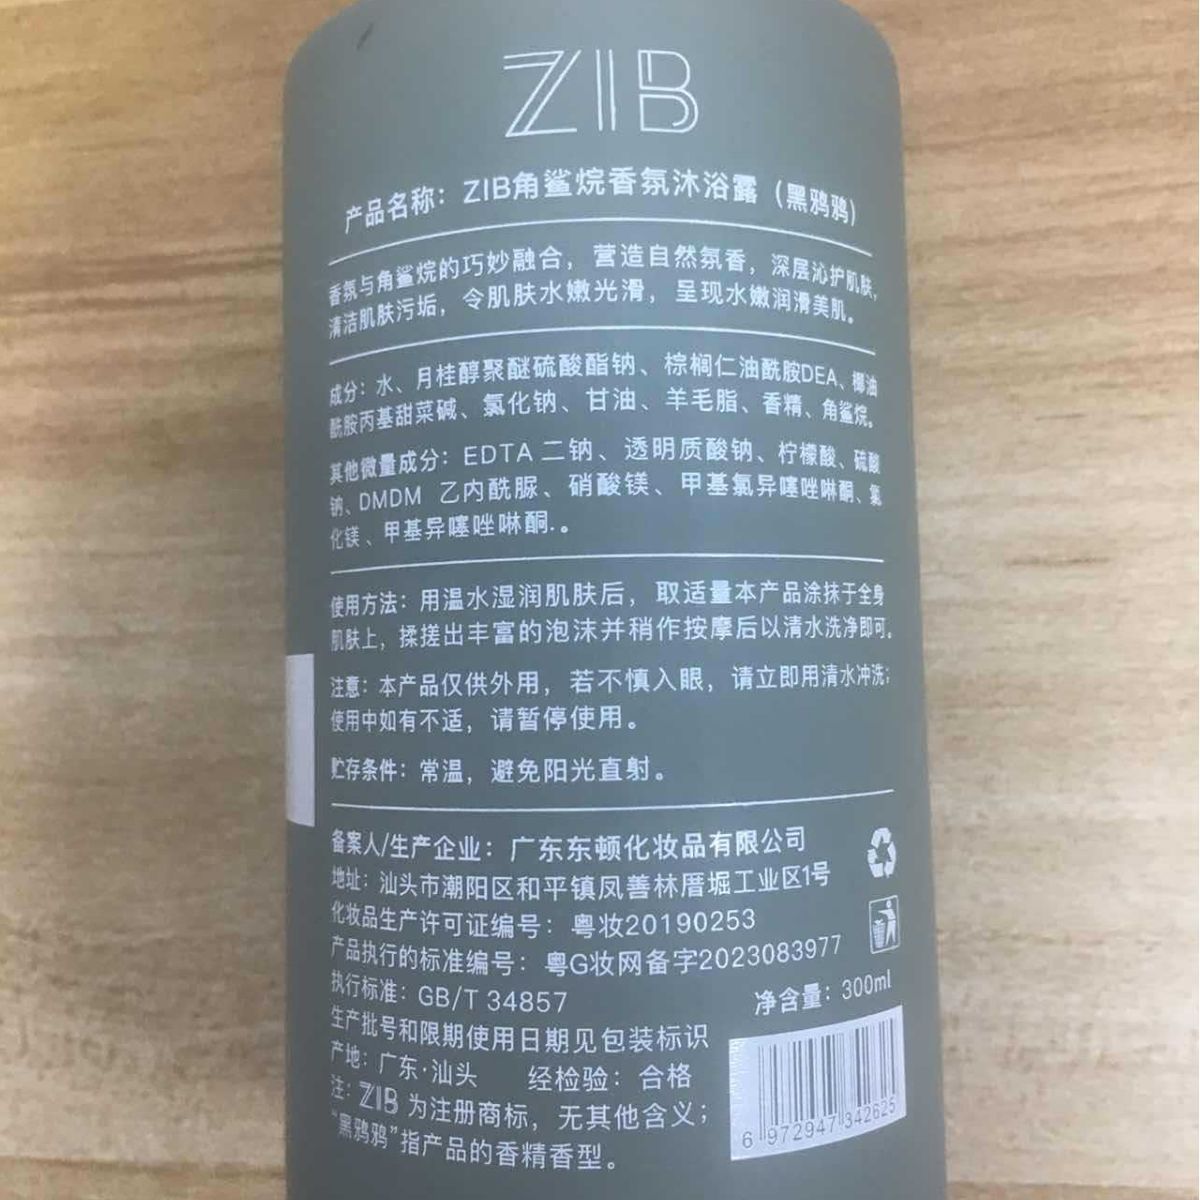 ZIB
产品名称：ZIB角鲨烷香氛沐浴露（黑鸦鸦）
香氛与角鲨烷的巧妙融合，营造自然氛香，深层沁护肌肤，
清洁肌肤污垢，令肌肤水嫩光滑，呈现水嫩润滑美肌。
成分：水、月桂醇聚醚硫酸酯钠、棕榈仁油酰胺DEA、椰油
酰胺丙基甜菜碱、氯化钠、甘油、羊毛脂、香精、角鲨烷。
其他微量成分：EDTA 二钠、透明质酸钠、柠檬酸、硫酸
钠、DMDM 乙内酰脲、硝酸镁、甲基氯异噻唑啉酮、氯
化镁、甲基异噻唑啉酮.。
使用方法：用温水湿润肌肤后，取适量本产品涂抹于全身
肌肤上，揉搓出丰富的泡沫并稍作按摩后以清水洗净即可。
注意：本产品仅供外用，若不慎入眼，请立即用清水冲洗；
使用中如有不适，请暂停使用。
贮存条件：常温，避免阳光直射。
备案人/生产企业：广东东顿化妆品有限公司
地址：汕头市潮阳区和平镇凤善林厝堀工业区1号
化妆品生产许可证编号：粤妆20190253
产品执行的标准编号：粤G妆网备字2023083977
执行标准：GB/T 34857
净含量：300ml
生产批号和限期使用日期见包装标识
产地：广东·汕头 经检验：合格
注：ZIB 为注册商标，无其他含义；
“黑鸦鸦”指产品的香精香型。
6 972947 342625